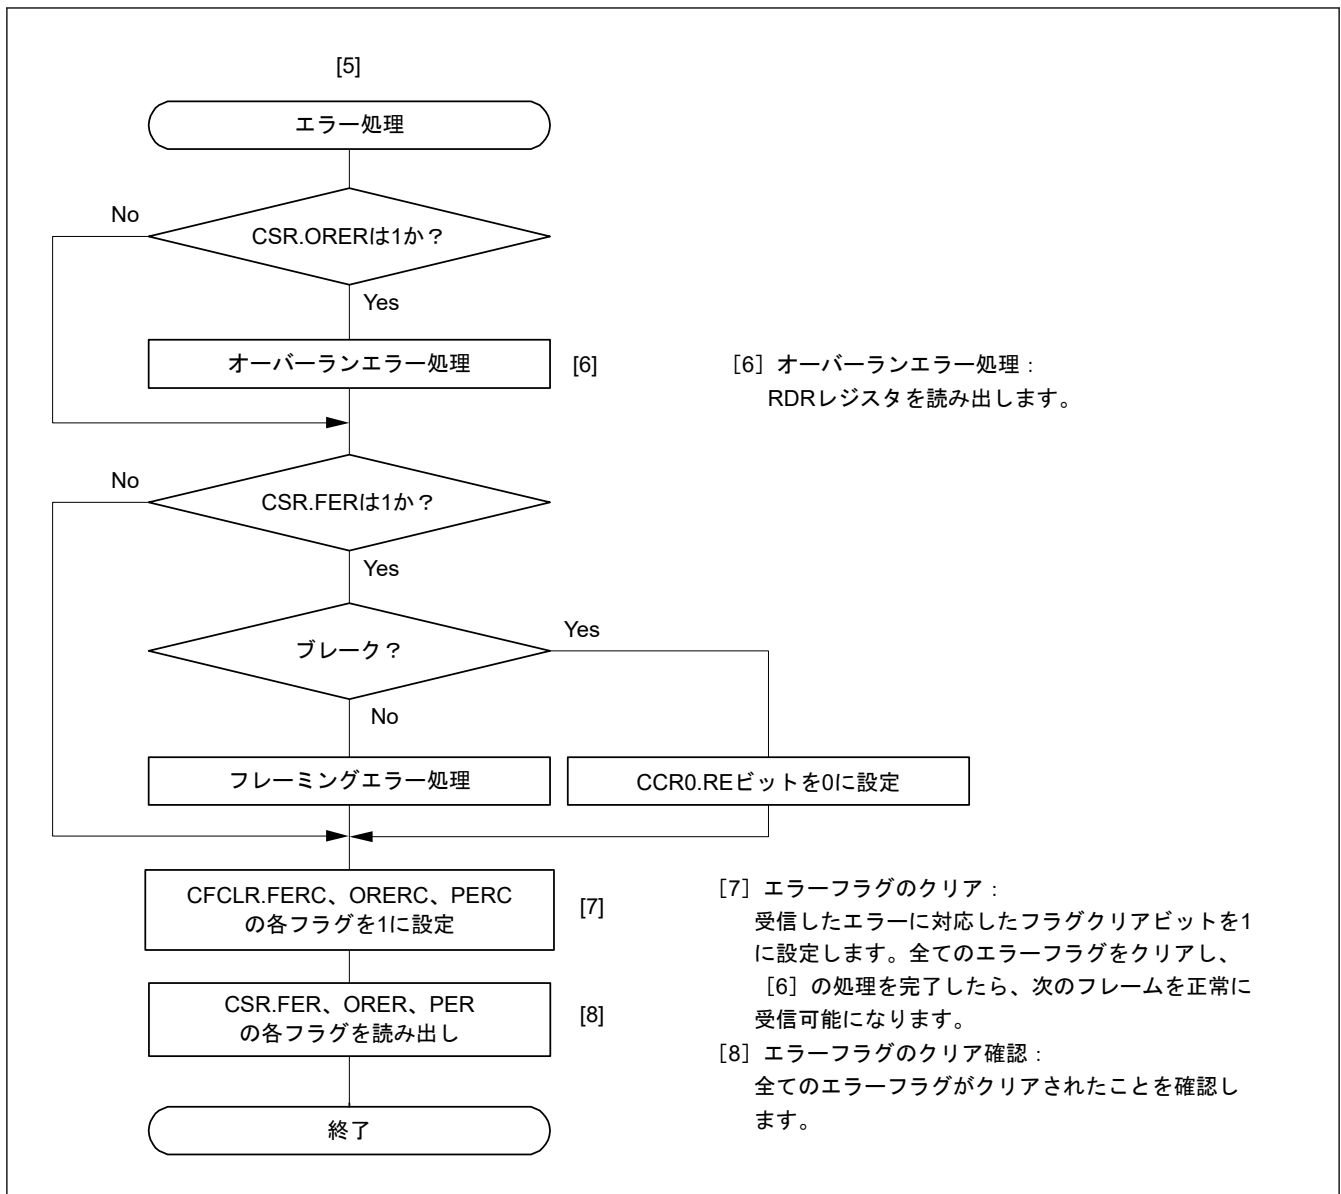 [5]
エラー処理
No
CSR.ORERは1か？
Yes
オーバーランエラー処理
[6]
［6］オーバーランエラー処理：
RDRレジスタを読み出します。
No
CSR.FERは1か？
Yes
ブレーク？
Yes
No
フレーミングエラー処理
CCR0.REビットを0に設定
CFCLR.FERC、ORERC、PERC
の各フラグを1に設定
[7]
［7］エラーフラグのクリア：
受信したエラーに対応したフラグクリアビットを1
に設定します。全てのエラーフラグをクリアし、
［6］の処理を完了したら、次のフレームを正常に
受信可能になります。
CSR.FER、ORER、PER
の各フラグを読み出し
[8]
［8］エラーフラグのクリア確認：
全てのエラーフラグがクリアされたことを確認し
ます。
終了